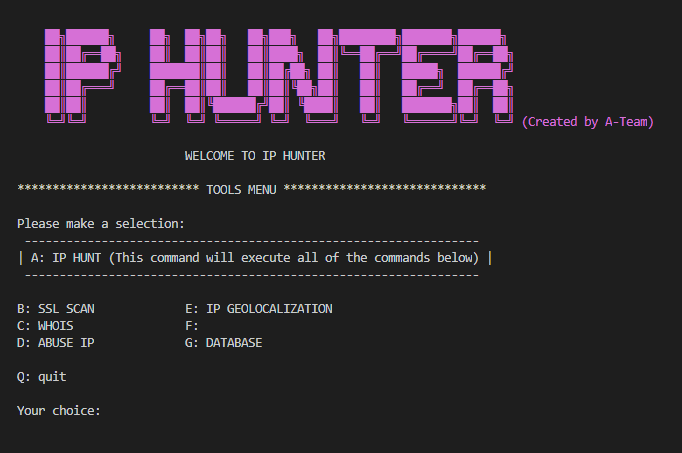 IP HUNTER
(Created by A-Team)
WELCOME TO IP HUNTER
************************** TOOLS MENU *****************************
Please make a selection:
-----------------------------------------------------------------
| A: IP HUNT (This command will execute all of the commands below) |
-----------------------------------------------------------------
B: SSL SCAN E: IP GEOLOCALIZATION
C: WHOIS F:
D: ABUSE IP G: DATABASE
Q: quit
Your choice: